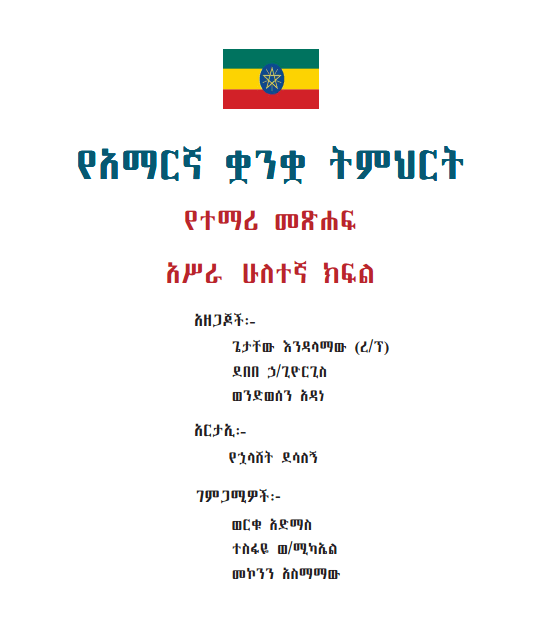 የአማርኛ ቋንቋ ትምህርት
የተማሪ መጽሐፍ
አሥራ ሁለተኛ ክፍል
አዘጋጆች፡-
ጌታቸው እንዳላማው (ረ/ፕ)
ደበበ ኃ/ጊዮርጊስ
ወንድወሰን አዳነ
አርታኢ፡-
የኋላሸት ደሳለኝ
ገምጋሚዎች፡-
ወርቁ አድማስ
ተስፋዬ ወ/ሚካኤል
መኮንን አስማማው